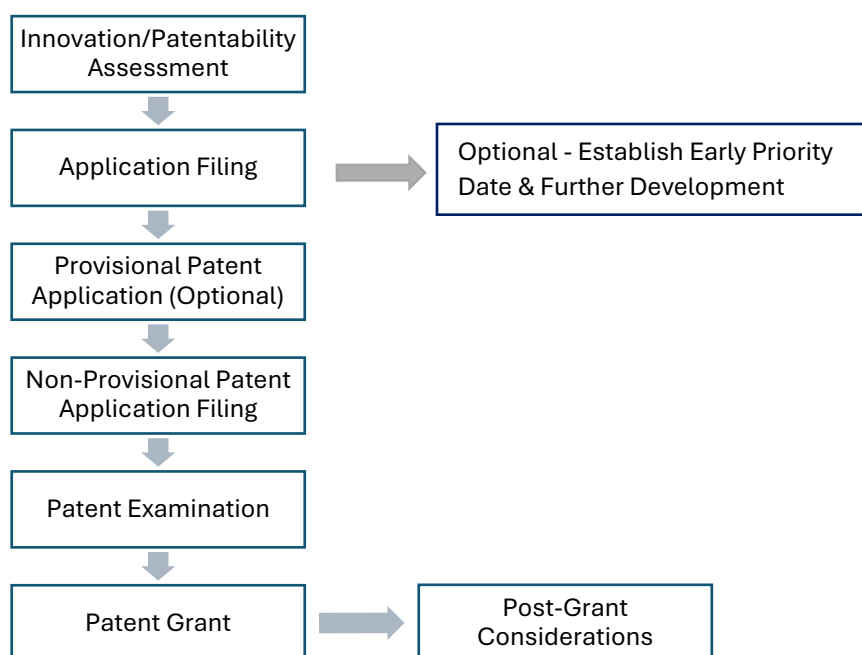 Innovation/Patentability
Assessment
Application Filing
Optional - Establish Early Priority
Date & Further Development
Provisional Patent
Application (Optional)
Non-Provisional Patent
Application Filing
Patent Examination
Patent Grant
Post-Grant
Considerations